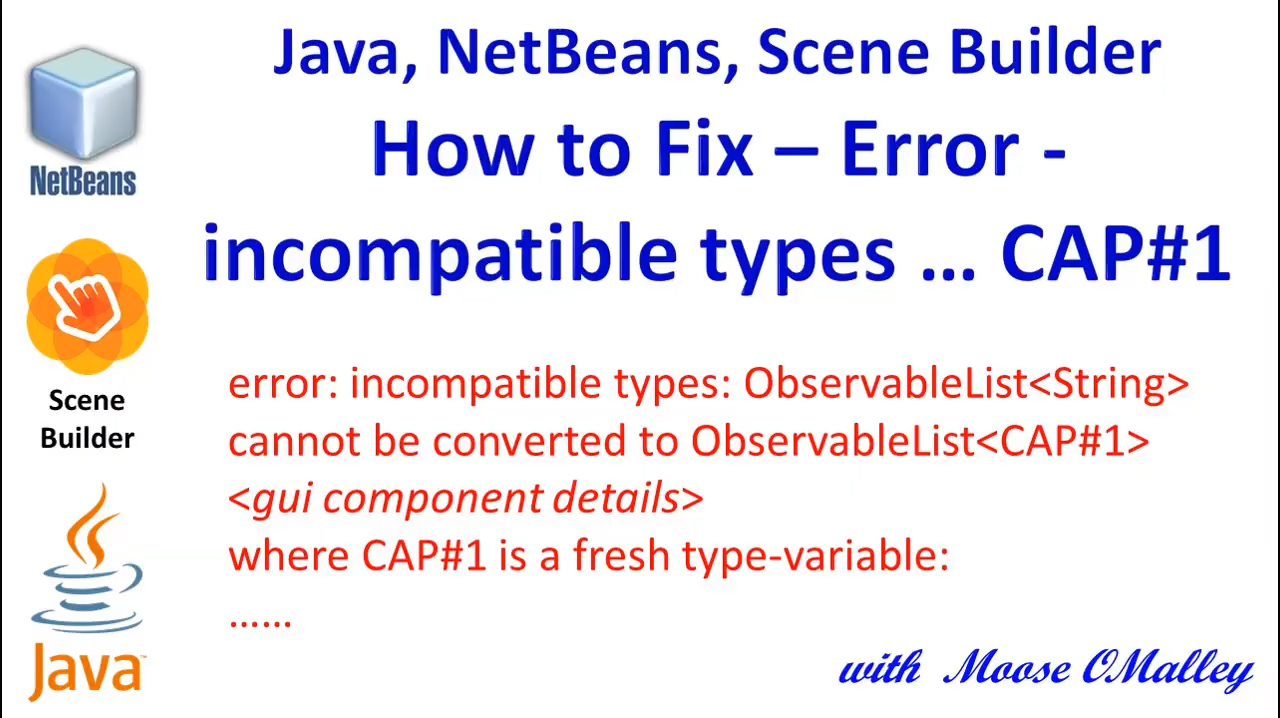 Java, NetBeans, Scene Builder
How to Fix – Error -
incompatible types ... CAP#1
NetBeans
Scene
Builder
Java™
error: incompatible types: ObservableList<String>
cannot be converted to ObservableList<CAP#1>
<gui component details>
where CAP#1 is a fresh type-variable:
......
with Moose OMalley